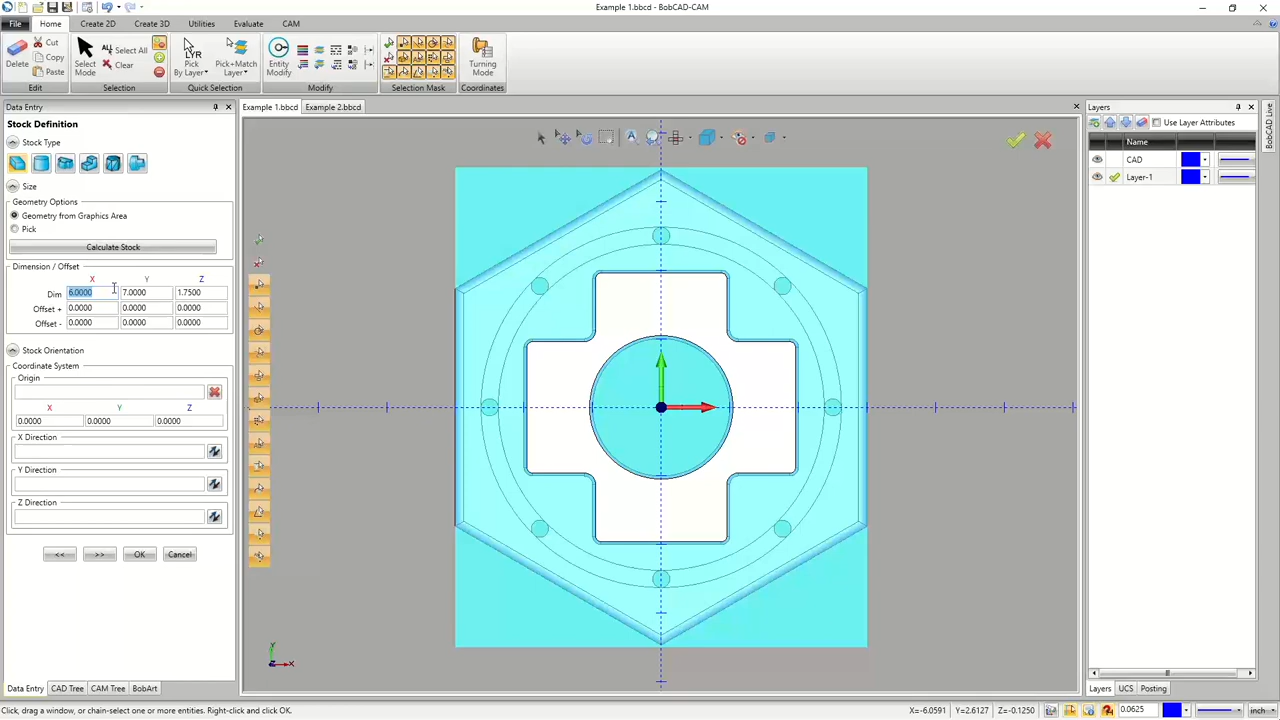 Example 1.bbcd - BobCAD-CAM
File Home Create 2D Create 3D Utilities Evaluate CAM
Delete Cut Copy Paste Edit
Select Mode Select All Clear Selection
LYR Pick By Layer Pick+Match Layer Quick Selection
Entity Modify Modify
Selection Mask
Turning Mode Coordinates
Data Entry
Example 1.bbcd Example 2.bbcd
Layers
Use Layer Attributes
Name
CAD
Layer-1
BobCAD Live
Stock Definition
Stock Type
Size
Geometry Options
Geometry from Graphics Area
Pick
Calculate Stock
Dimension / Offset
X Y Z
Dim 6.0000 7.0000 1.7500
Offset + 0.0000 0.0000 0.0000
Offset - 0.0000 0.0000 0.0000
Stock Orientation
Coordinate System
Origin
X Y Z
0.0000 0.0000 0.0000
X Direction
Y Direction
Z Direction
<< >> OK Cancel
Y
Z X
Data Entry CAD Tree CAM Tree BobArt
Layers UCS Posting
Click, drag a window, or chain-select one or more entities. Right-click and click OK.
X=-6.0591 Y=2.6127 Z=-0.1250 0.0625 inch